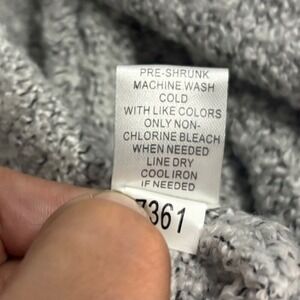 PRE-SHRUNK
MACHINE WASH
COLD
WITH LIKE COLORS
ONLY NON-
CHLORINE BLEACH
WHEN NEEDED
LINE DRY
COOL IRON
IF NEEDED
7361